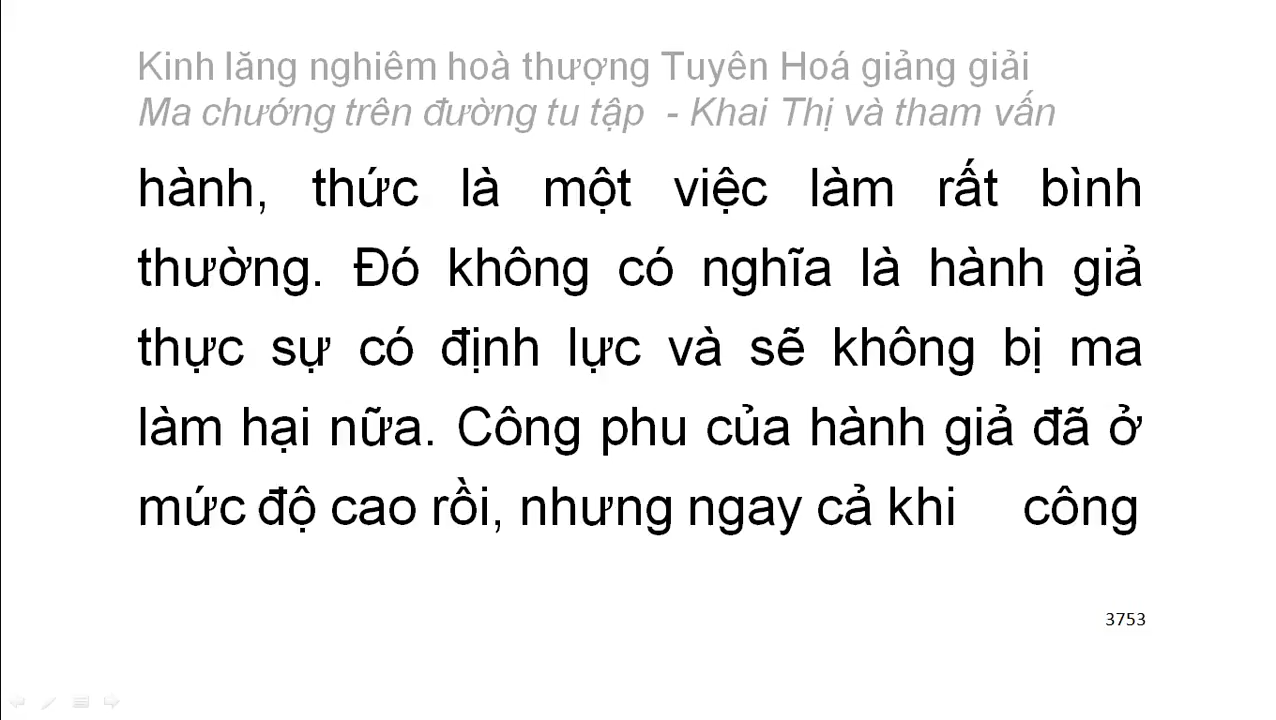 Kinh lăng nghiêm hoà thượng Tuyên Hoá giảng giải
Ma chướng trên đường tu tập - Khai Thị và tham vấn
hành, thức là một việc làm rất bình
thường. Đó không có nghĩa là hành giả
thực sự có định lực và sẽ không bị ma
làm hại nữa. Công phu của hành giả đã ở
mức độ cao rồi, nhưng ngay cả khi công
3753